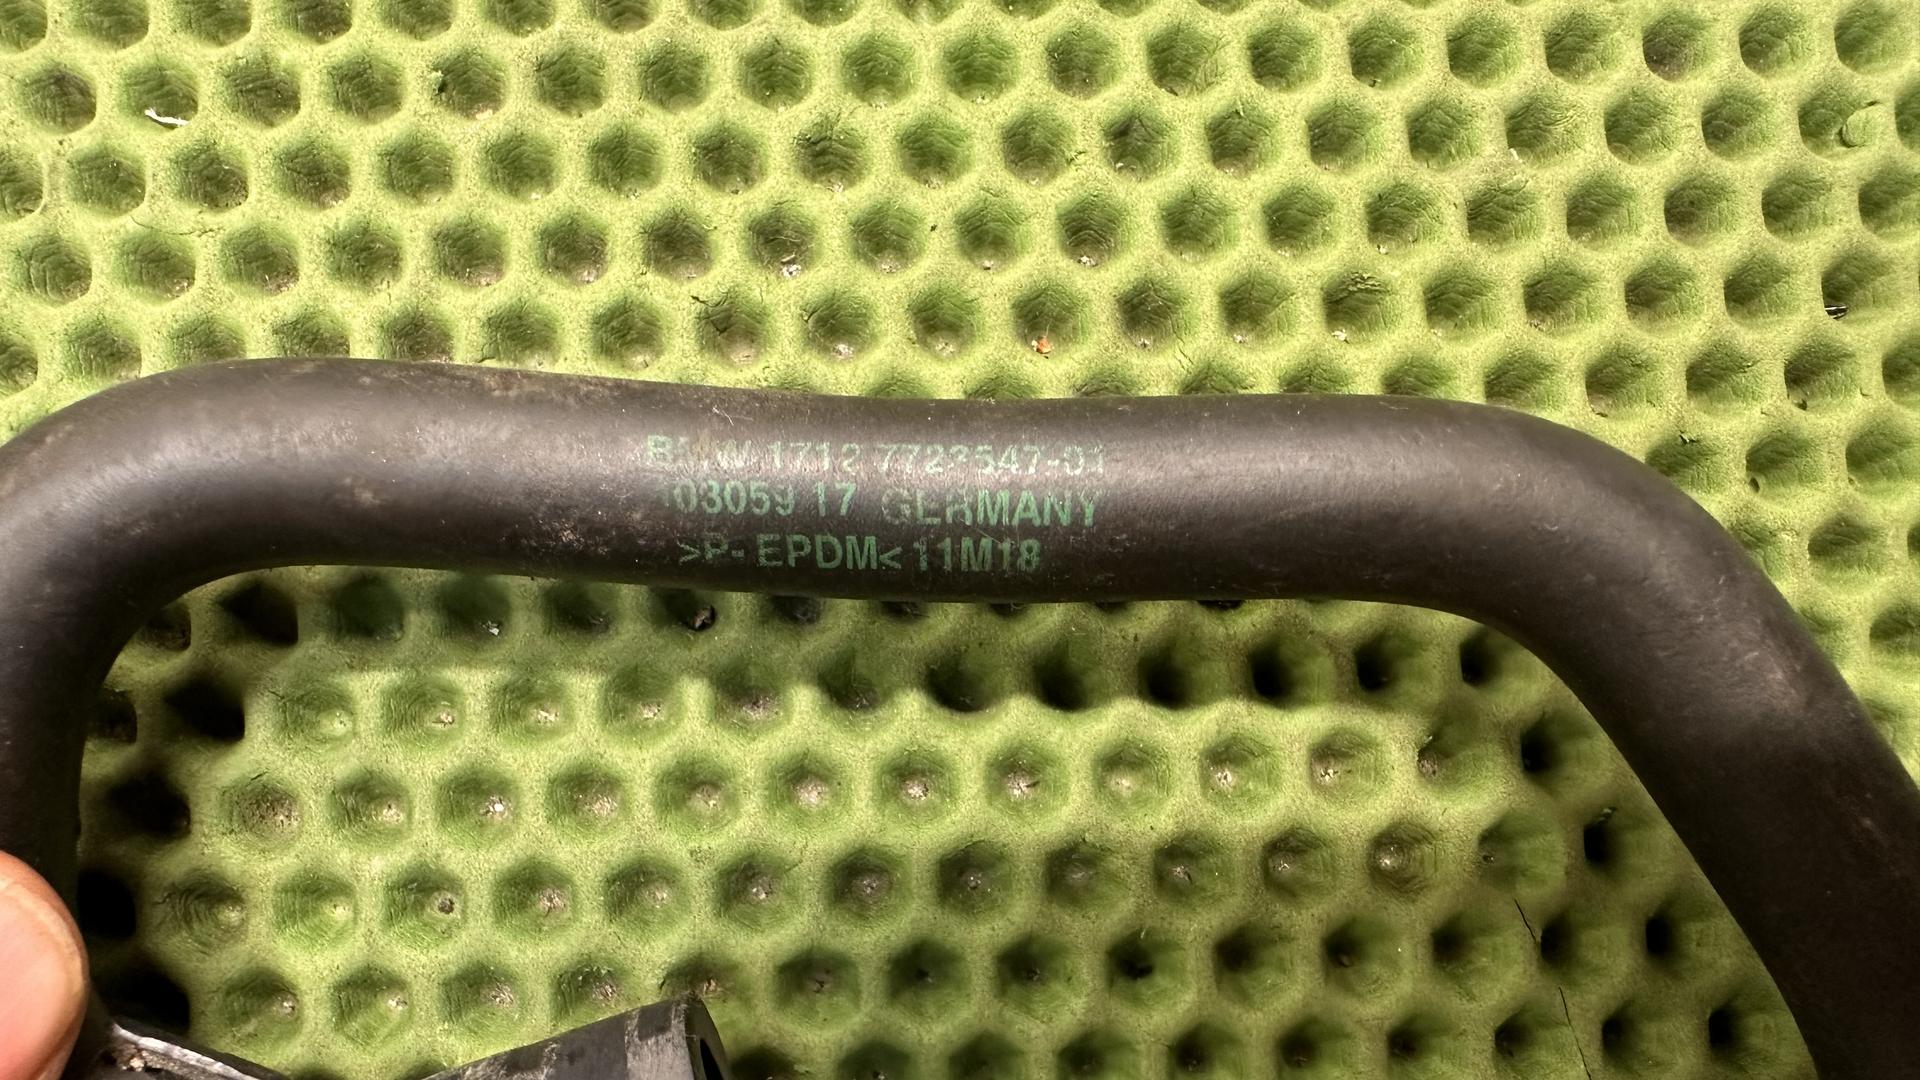 BMW 1712 7723547-01
103059 17 GERMANY
>P- EPDM< 11M18